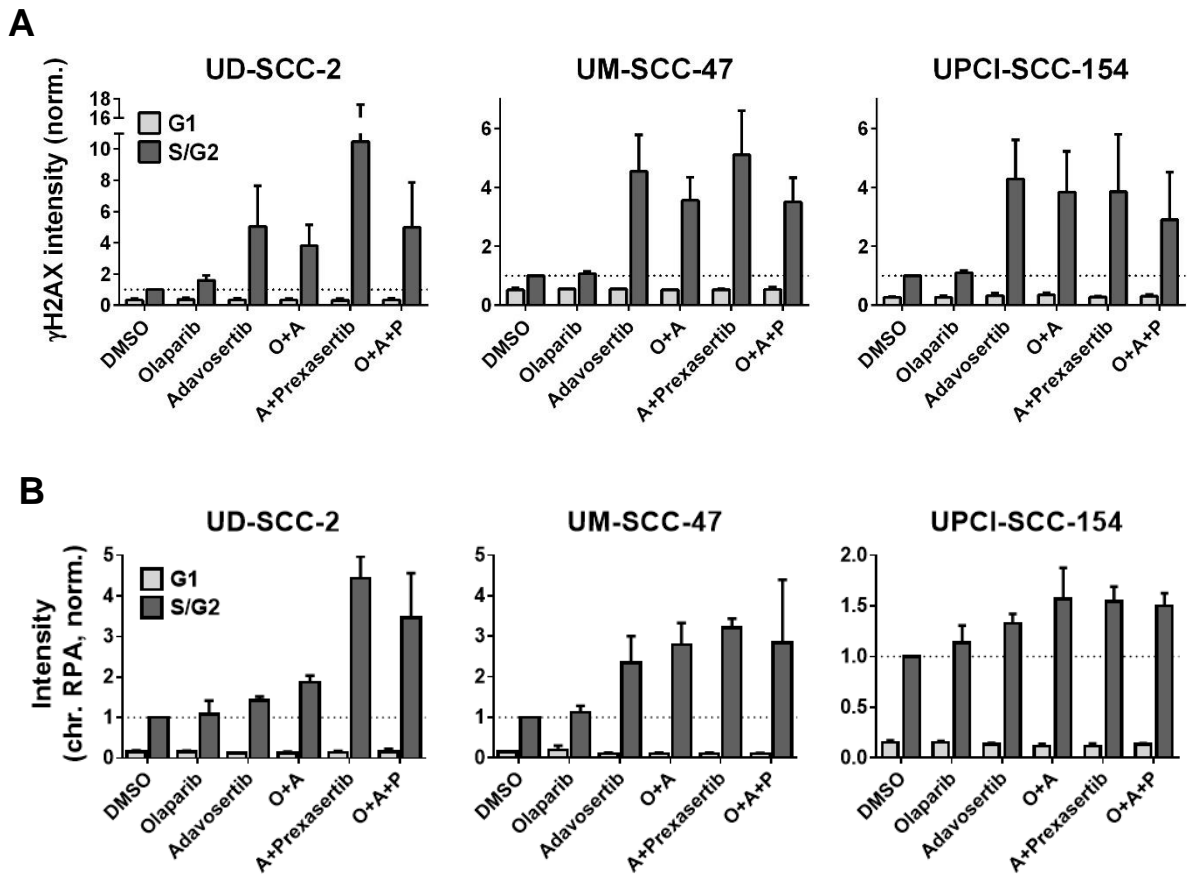 A
UD-SCC-2
UM-SCC-47
UPCI-SCC-154
γH2AX intensity (norm.)
18
16
10
8
6
4
2
0
G1
S/G2
6
4
2
0
6
4
2
0
DMSO
Olaparib
Adavosertib
O+A
A+Prexasertib
O+A+P
DMSO
Olaparib
Adavosertib
O+A
A+Prexasertib
O+A+P
DMSO
Olaparib
Adavosertib
O+A
A+Prexasertib
O+A+P
B
UD-SCC-2
UM-SCC-47
UPCI-SCC-154
Intensity
(chr. RPA, norm.)
5
4
3
2
1
0
G1
S/G2
5
4
3
2
1
0
2.0
1.5
1.0
0.5
0.0
DMSO
Olaparib
Adavosertib
O+A
A+Prexasertib
O+A+P
DMSO
Olaparib
Adavosertib
O+A
A+Prexasertib
O+A+P
DMSO
Olaparib
Adavosertib
O+A
A+Prexasertib
O+A+P